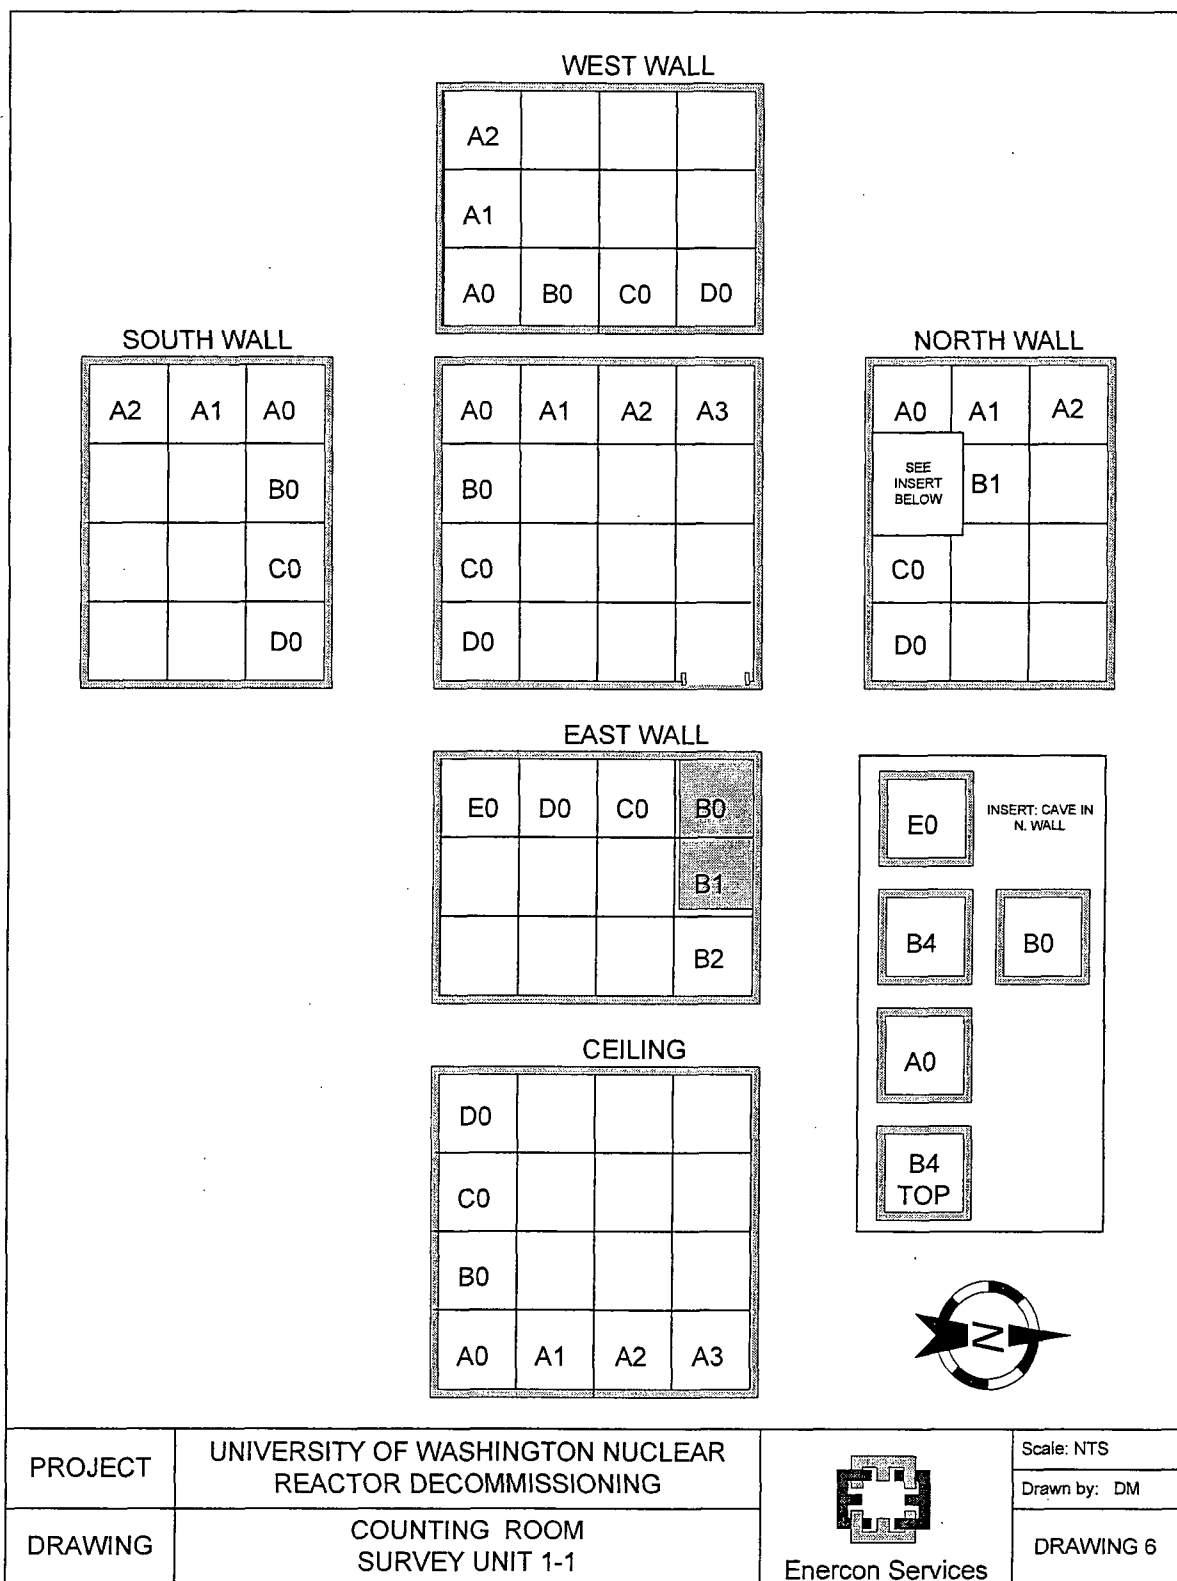 WEST WALL
A2
A1
A0 B0 C0 D0
SOUTH WALL
A2 A1 A0
B0
C0
D0
A0 A1 A2 A3
B0
C0
D0
NORTH WALL
A0 A1 A2
SEE
INSERT
BELOW
B1
C0
D0
EAST WALL
E0 D0 C0 B0
B1
B2
INSERT: CAVE IN
N. WALL
E0
B4 B0
A0
B4
TOP
CEILING
D0
C0
B0
A0 A1 A2 A3
N
PROJECT
UNIVERSITY OF WASHINGTON NUCLEAR
REACTOR DECOMMISSIONING
DRAWING
COUNTING ROOM
SURVEY UNIT 1-1
Enercon Services
Scale: NTS
Drawn by: DM
DRAWING 6